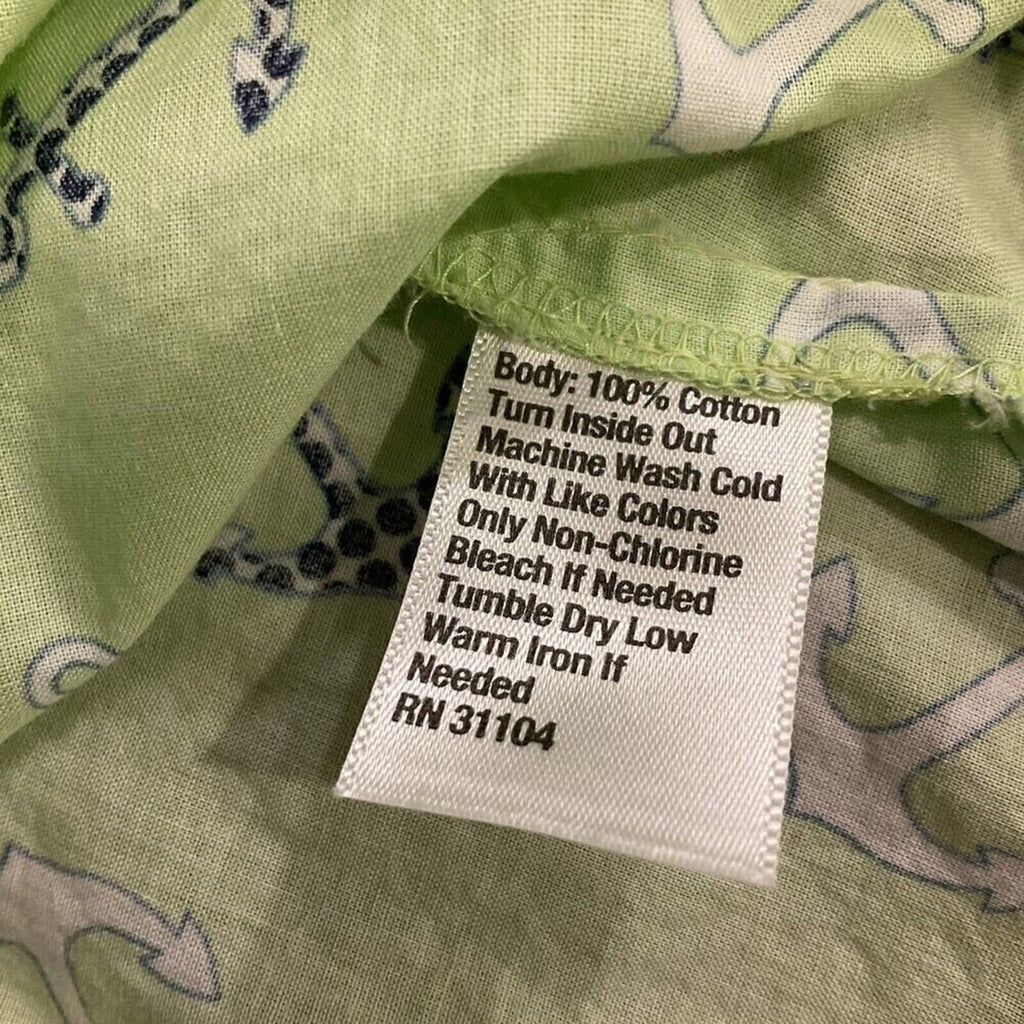 Body: 100% Cotton
Turn Inside Out
Machine Wash Cold
With Like Colors
Only Non-Chlorine
Bleach If Needed
Tumble Dry Low
Warm Iron If
Needed
RN 31104